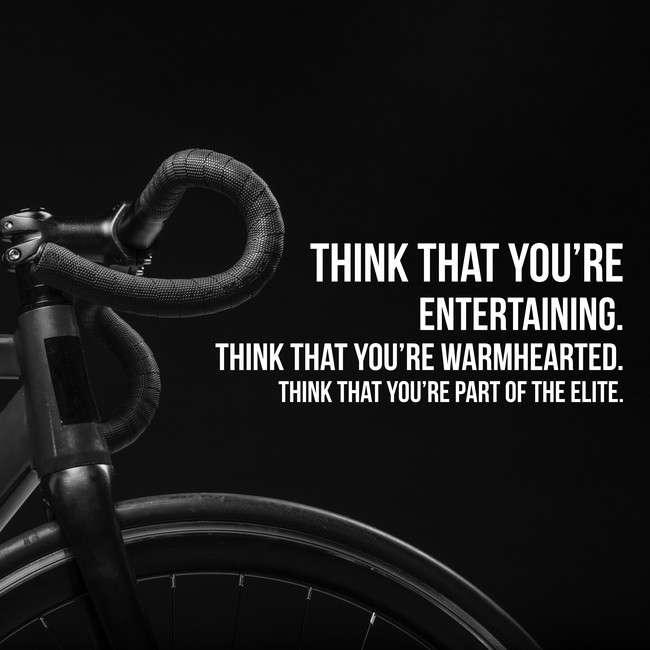 THINK THAT YOU’RE
ENTERTAINING.
THINK THAT YOU’RE WARMHEARTED.
THINK THAT YOU’RE PART OF THE ELITE.